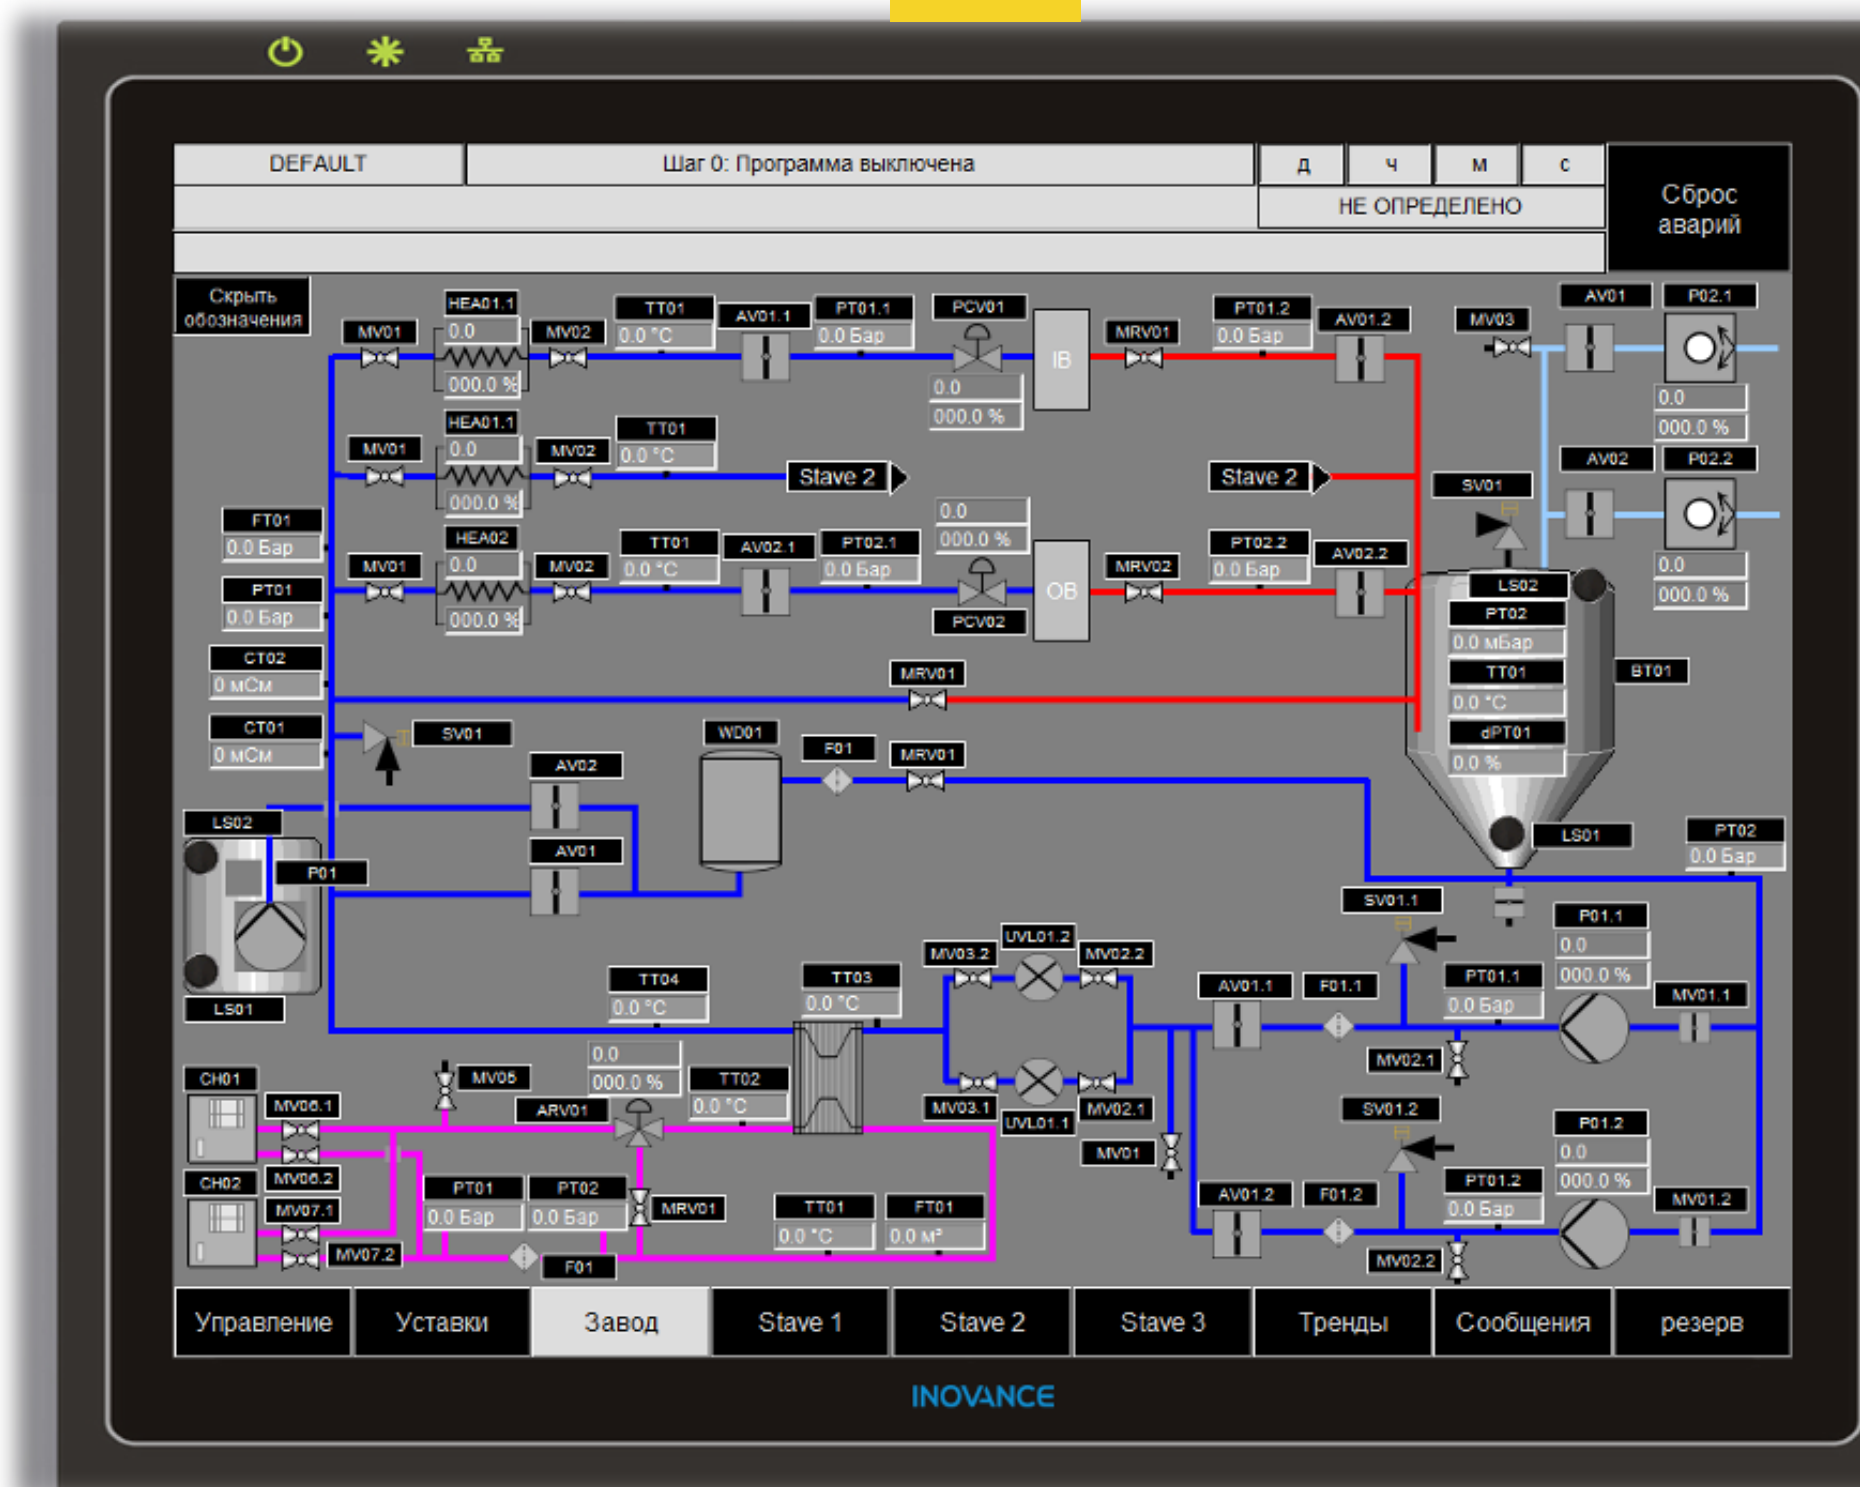 DEFAULT
Шаг 0: Программа выключена
д
ч
м
с
НЕ ОПРЕДЕЛЕНО
Сброс
аварий
Скрыть
обозначения
MV01
HEA01.1
0.0
000.0 %
MV02
TT01
0.0 °C
AV01.1
PT01.1
0.0 Бар
PCV01
0.0
000.0 %
IB
MRV01
PT01.2
0.0 Бар
AV01.2
MV03
AV01
P02.1
0.0
000.0 %
MV01
HEA01.1
0.0
000.0 %
MV02
TT01
0.0 °C
Stave 2
Stave 2
SV01
AV02
P02.2
0.0
000.0 %
FT01
0.0 Бар
PT01
0.0 Бар
CT02
0 мСм
CT01
0 мСм
MV01
HEA02
0.0
000.0 %
MV02
TT01
0.0 °C
AV02.1
PT02.1
0.0 Бар
0.0
000.0 %
PCV02
OB
MRV02
PT02.2
0.0 Бар
AV02.2
LS02
PT02
0.0 мБар
TT01
0.0 °C
dPT01
0.0 %
BT01
LS01
MRV01
SV01
WD01
F01
MRV01
AV02
AV01
LS02
P01
LS01
PT02
0.0 Бар
SV01.1
P01.1
0.0
000.0 %
AV01.1
F01.1
PT01.1
0.0 Бар
MV01.1
MV02.1
TT04
0.0 °C
TT03
0.0 °C
MV03.2
UVL01.2
MV02.2
MV03.1
UVL01.1
MV02.1
MV01
SV01.2
P01.2
0.0
000.0 %
AV01.2
F01.2
PT01.2
0.0 Бар
MV01.2
MV02.2
CH01
MV06.1
MV06.2
CH02
MV07.1
MV07.2
MV05
ARV01
0.0
000.0 %
TT02
0.0 °C
PT01
0.0 Бар
PT02
0.0 Бар
MRV01
F01
TT01
0.0 °C
FT01
0.0 м³
Управление
Уставки
Завод
Stave 1
Stave 2
Stave 3
Тренды
Сообщения
резерв
INOVANCE